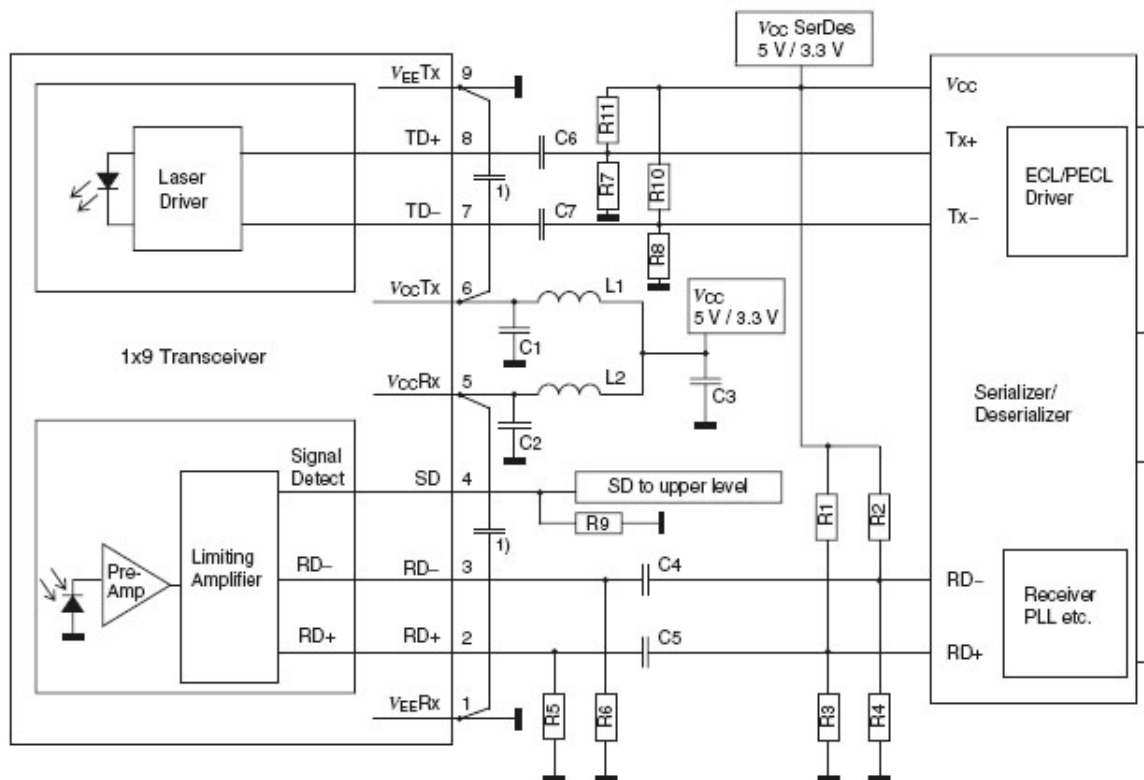 VCC SerDes
5 V / 3.3 V
VEETx 9
VCC
TD+ 8 C6 R11 Tx+
Laser
Driver
1)
R7 R10
ECL/PECL
Driver
TD− 7 C7 Tx−
R8
VCCTx 6 L1
VCC
5 V / 3.3 V
C1
1x9 Transceiver
VCCRx 5 L2 C3
Serializer/
Deserializer
C2
Signal
Detect
SD 4 SD to upper level
R9 R1 R2
1)
Pre-
Amp
Limiting
Amplifier
RD− RD− 3 C4 RD−
Receiver
PLL etc.
RD+ RD+ 2 C5 RD+
VEERx 1 R5 R6 R3 R4